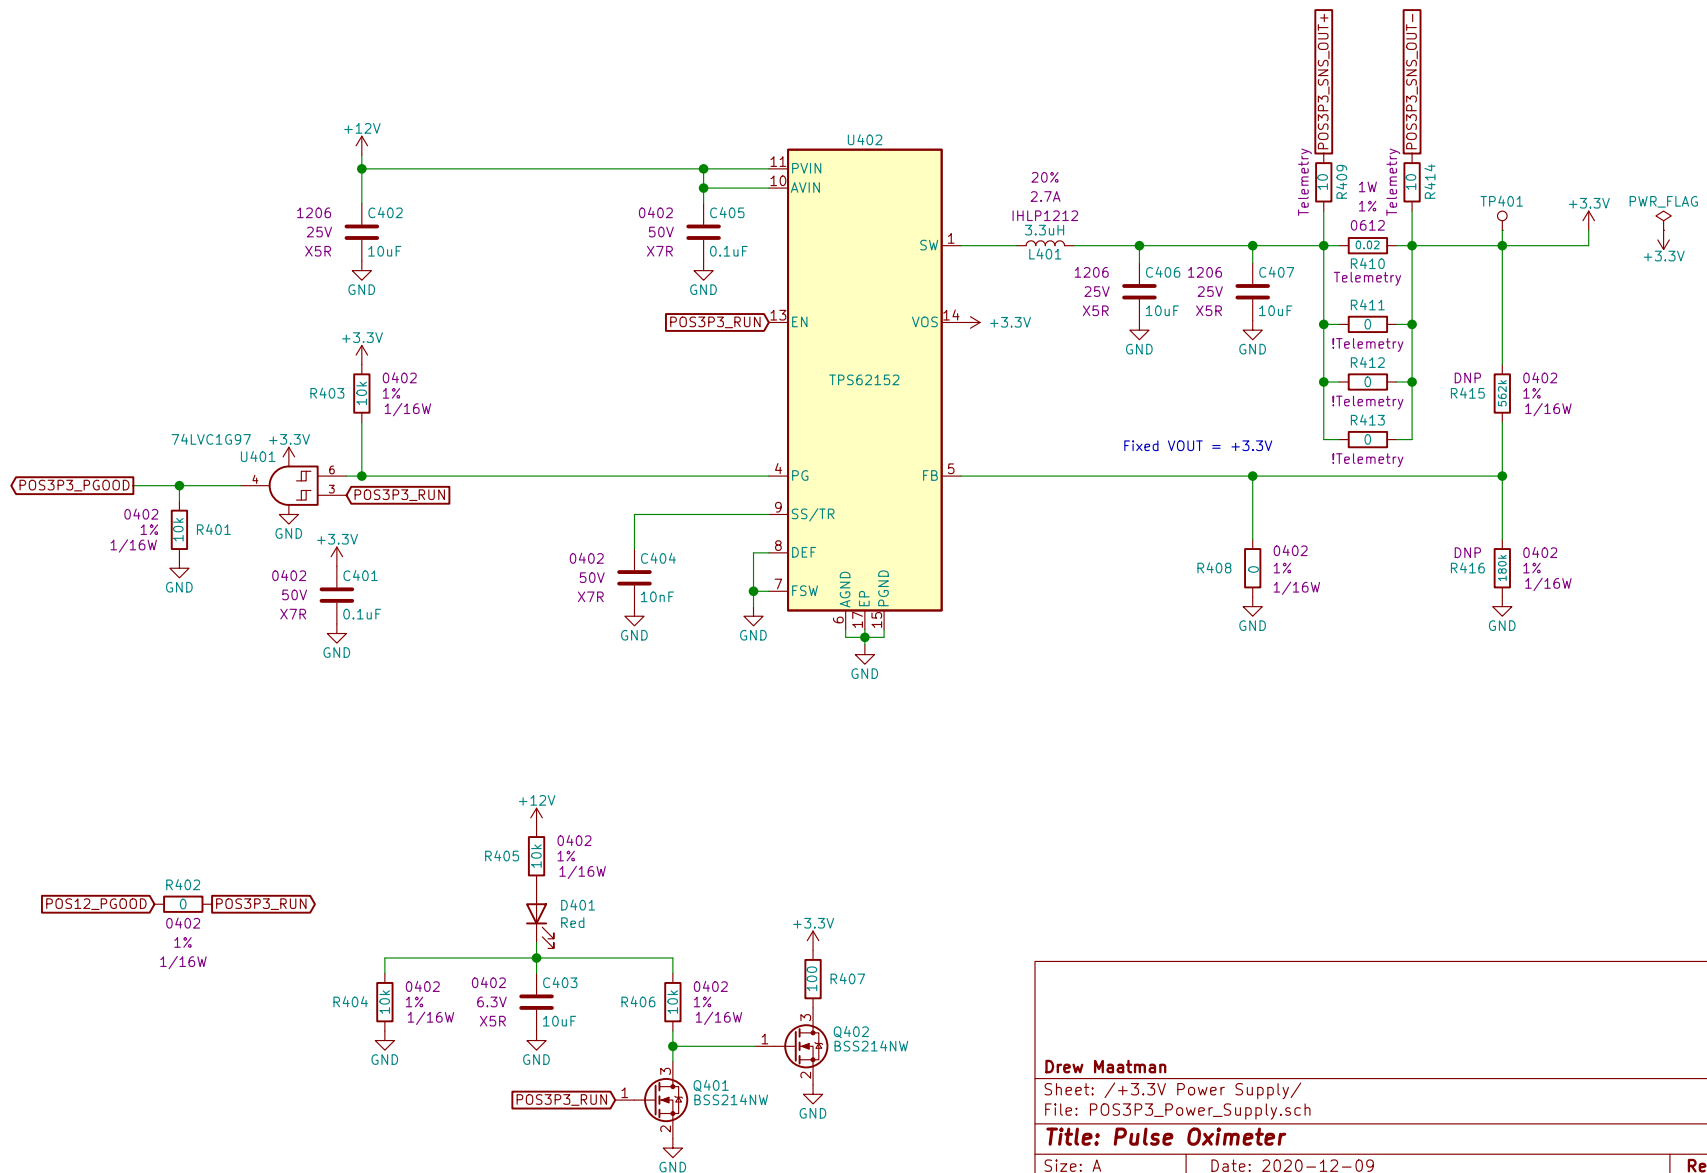 POS3P3_SNS_OUT+
POS3P3_SNS_OUT-
+12V
U402
11 PVIN
10 AVIN
1206
25V
X5R
C402
10uF
GND
0402
50V
X7R
C405
0.1uF
GND
POS3P3_RUN
13 EN
SW 1
VOS 14
+3.3V
TPS62152
20%
2.7A
IHLP1212
3.3uH
L401
1206
25V
X5R
C406
10uF
GND
1206
25V
X5R
C407
10uF
GND
Telemetry
10
R409
Telemetry
10
R414
1W
1%
0612
0.02
R410
Telemetry
R411
0
!Telemetry
R412
0
!Telemetry
R413
0
!Telemetry
TP401
+3.3V
PWR_FLAG
+3.3V
DNP
R415
562k
0402
1%
1/16W
Fixed VOUT = +3.3V
+3.3V
R403
10k
0402
1%
1/16W
74LVC1G97
+3.3V
U401
POS3P3_PGOOD
4
6
3
POS3P3_RUN
GND
0402
1%
1/16W
10k
R401
GND
+3.3V
0402
50V
X7R
C401
0.1uF
GND
4 PG
9 SS/TR
8 DEF
7 FSW
FB 5
AGND
EP
PGND
6
17
15
GND
0402
50V
X7R
C404
10nF
GND
GND
R408
0
0402
1%
1/16W
GND
DNP
R416
180k
0402
1%
1/16W
GND
+12V
R405
10k
0402
1%
1/16W
D401
Red
POS12_PGOOD
R402
0
POS3P3_RUN
0402
1%
1/16W
R404
10k
0402
1%
1/16W
GND
0402
6.3V
X5R
C403
10uF
GND
R406
10k
0402
1%
1/16W
+3.3V
100
R407
3
1
2
Q402
BSS214NW
GND
POS3P3_RUN
1
3
2
Q401
BSS214NW
GND
Drew Maatman
Sheet: /+3.3V Power Supply/
File: POS3P3_Power_Supply.sch
Title: Pulse Oximeter
Size: A
Date: 2020-12-09
Re